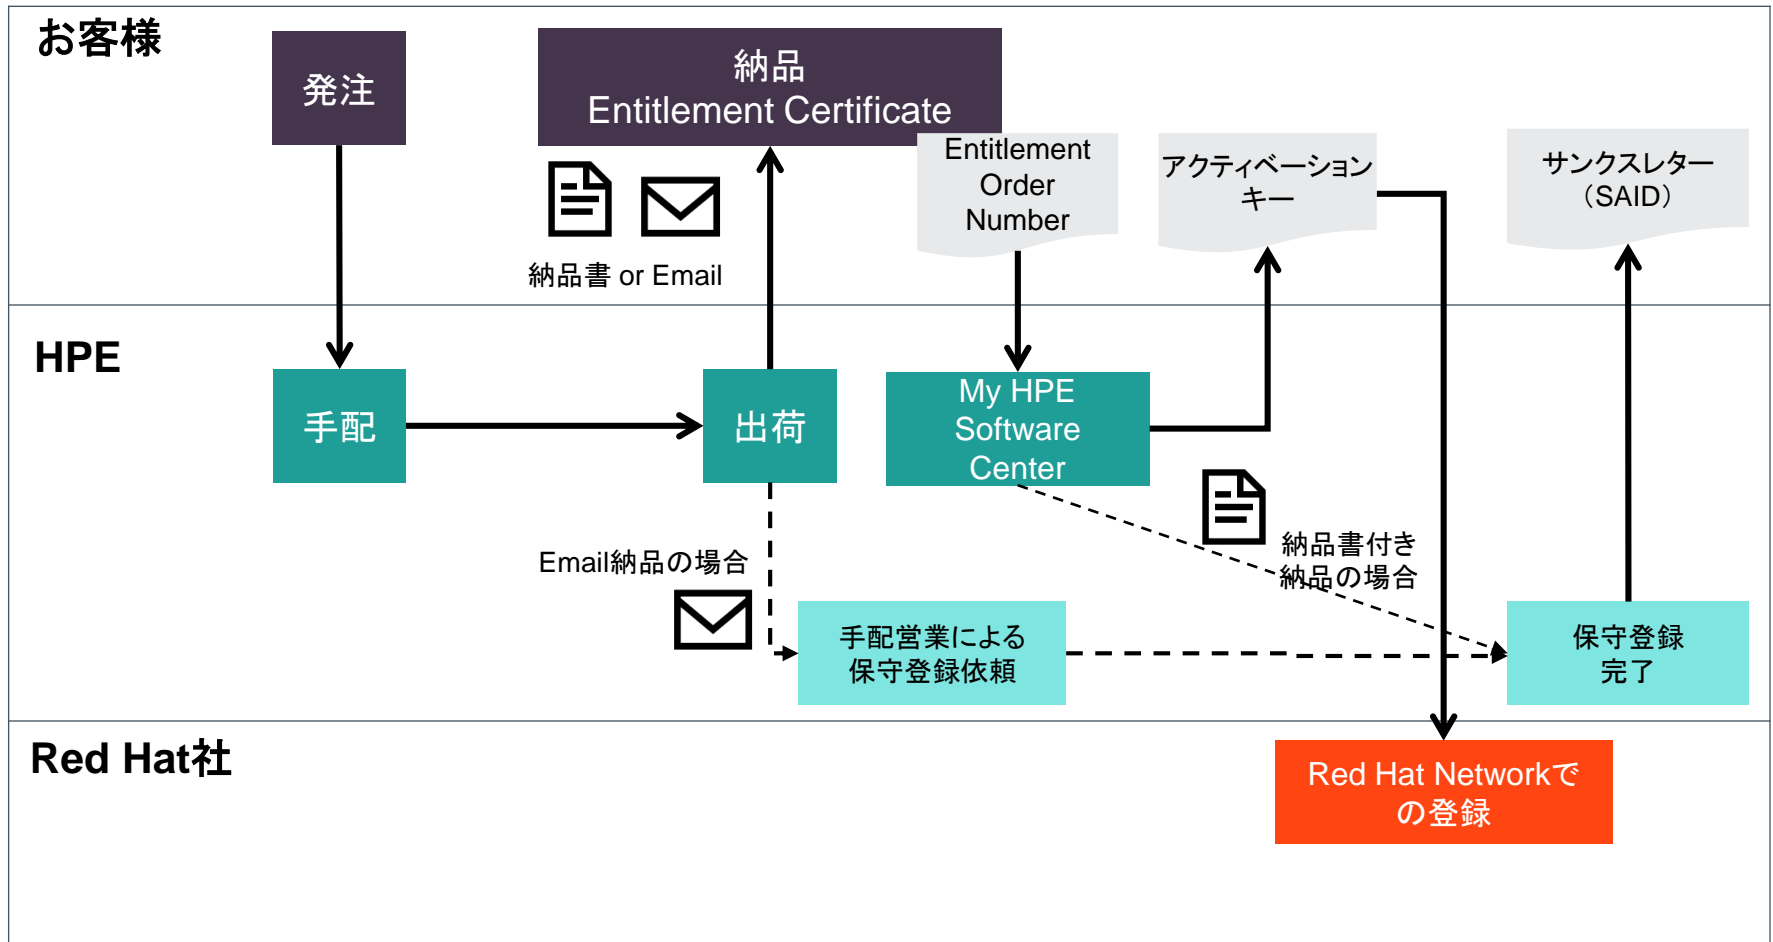 お客様
発注
納品
Entitlement Certificate
Entitlement
Order
Number
アクティベーション
キー
サンクスレター
（SAID）
納品書 or Email
HPE
手配
出荷
My HPE
Software
Center
Email納品の場合
納品書付き
納品の場合
手配営業による
保守登録依頼
保守登録
完了
Red Hat社
Red Hat Networkで
の登録